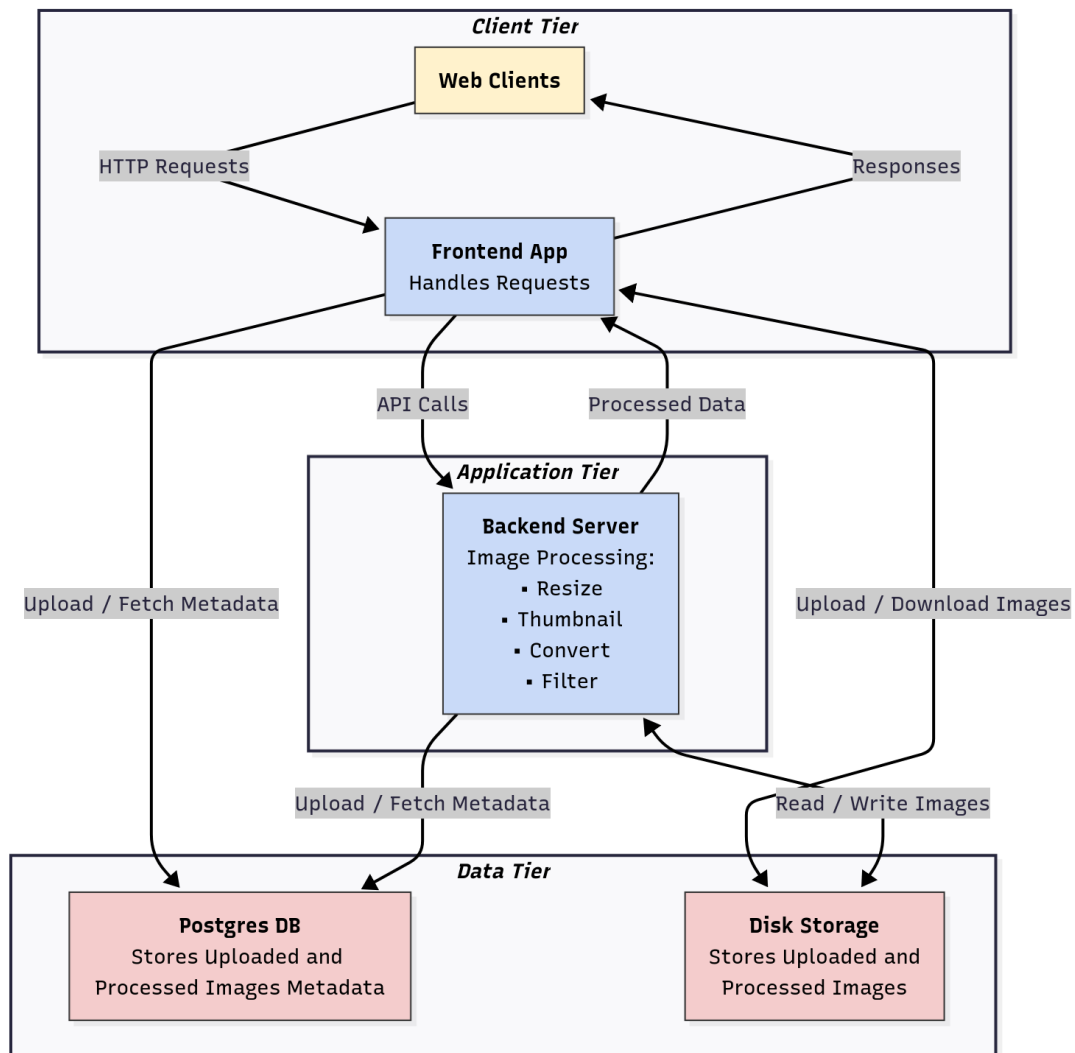 Client Tier
Web Clients
HTTP Requests
Responses
Frontend App
Handles Requests
API Calls
Processed Data
Application Tier
Backend Server
Image Processing:
▪ Resize
▪ Thumbnail
▪ Convert
▪ Filter
Upload / Fetch Metadata
Upload / Download Images
Upload / Fetch Metadata
Read / Write Images
Data Tier
Postgres DB
Stores Uploaded and
Processed Images Metadata
Disk Storage
Stores Uploaded and
Processed Images